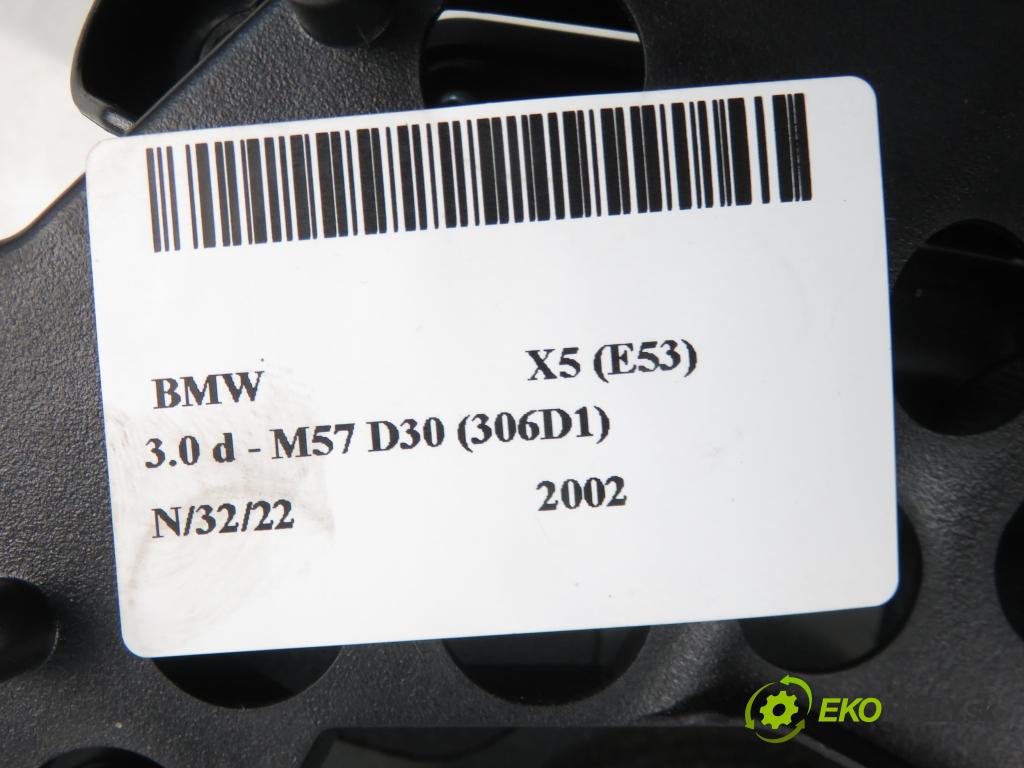 BMW X5 (E53)
3.0 d - M57 D30 (306D1)
N/32/22 2002
EKO